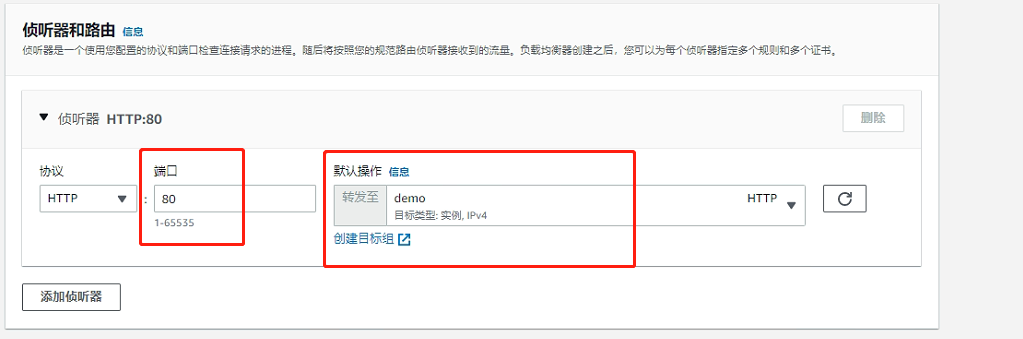 侦听器和路由 信息
侦听器是一个使用您配置的协议和端口检查连接请求的进程。随后将按照您的规范路由侦听器接收到的流量。负载均衡器创建之后，您可以为每个侦听器指定多个规则和多个证书。
侦听器 HTTP:80
删除
协议
端口
默认操作 信息
HTTP
:
80
转发至
demo
HTTP
目标类型: 实例, IPv4
1-65535
创建目标组
添加侦听器